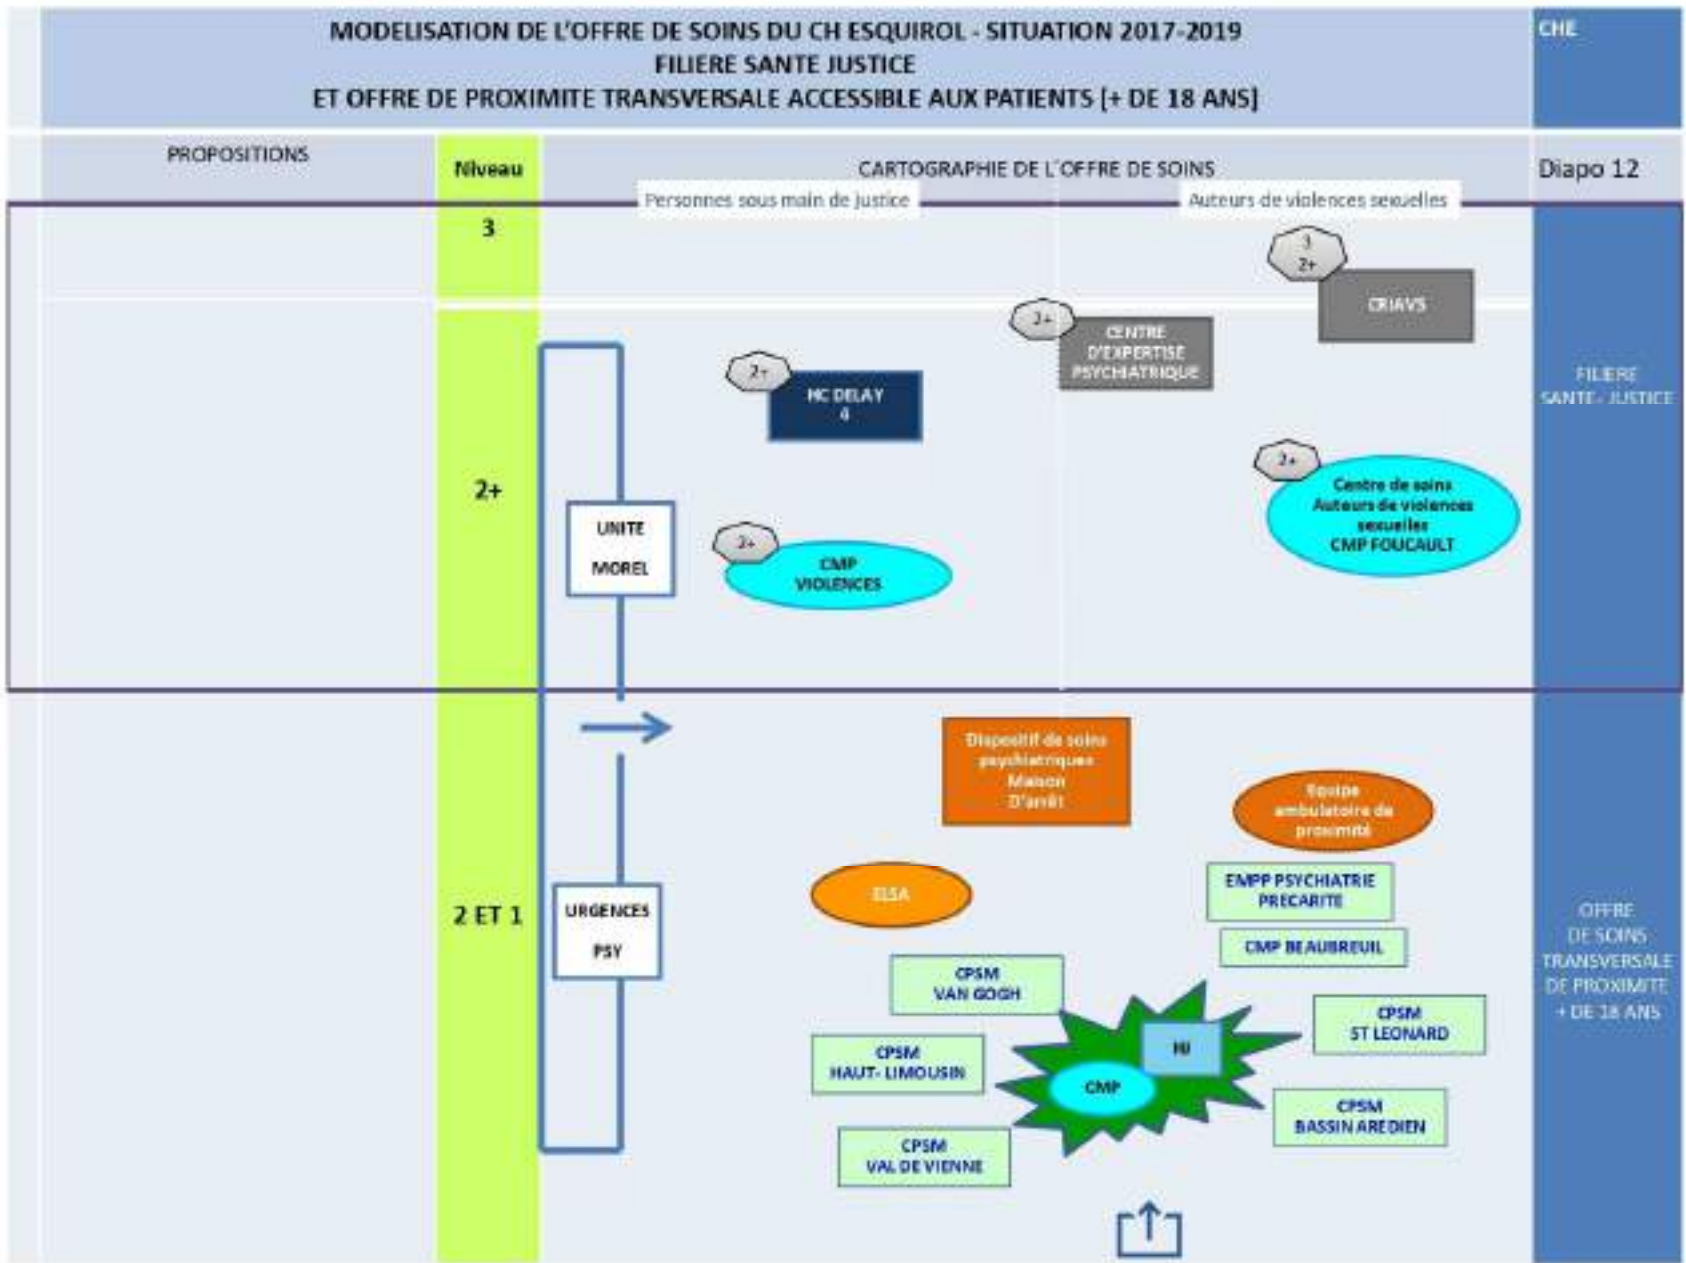 MODELISATION DE L'OFFRE DE SOINS DU CH ESQUIROL - SITUATION 2017-2019
FILIERE SANTE JUSTICE
ET OFFRE DE PROXIMITE TRANSVERSALE ACCESSIBLE AUX PATIENTS [+ DE 18 ANS]
CHE
PROPOSITIONS
Niveau
CARTOGRAPHIE DE L'OFFRE DE SOINS
Diapo 12
Personnes sous main de Justice
Auteurs de violences sexuelles
3
3
2+
CRIAVS
2+
CENTRE
D'EXPERTISE
PSYCHIATRIQUE
2+
HC DELAY
4
FILIERE
SANTE- JUSTICE
2+
2+
Centre de soins
Auteurs de violences
sexuelles
CMP FOUCAULT
UNITE
MOREL
2+
CMP
VIOLENCES
Dispositif de soins
psychiatriques
Maison
D'arrêt
Equipe
ambulatoire de
proximité
ELSA
EMPP PSYCHIATRIE
PRECARITE
2 ET 1
URGENCES
PSY
CMP BEAUBREUIL
OFFRE
DE SOINS
TRANSVERSALE
DE PROXIMITE
+ DE 18 ANS
CPSM
VAN GOGH
CPSM
ST LEONARD
CPSM
HAUT- LIMOUSIN
HJ
CMP
CPSM
BASSIN AREDIEN
CPSM
VAL DE VIENNE